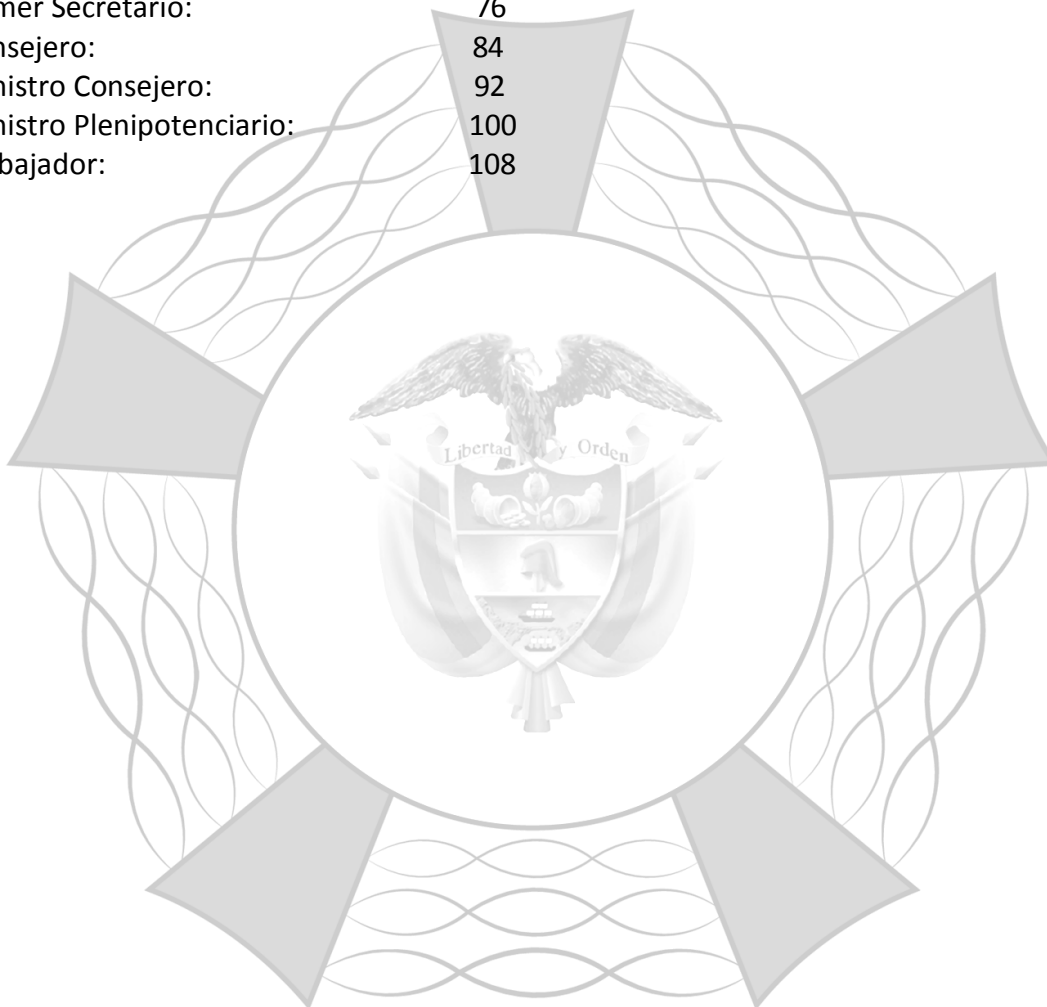 mer Secretario: 76
nsejero: 84
nistro Consejero: 92
nistro Plenipotenciario: 100
bajador: 108
Libertad y Orden